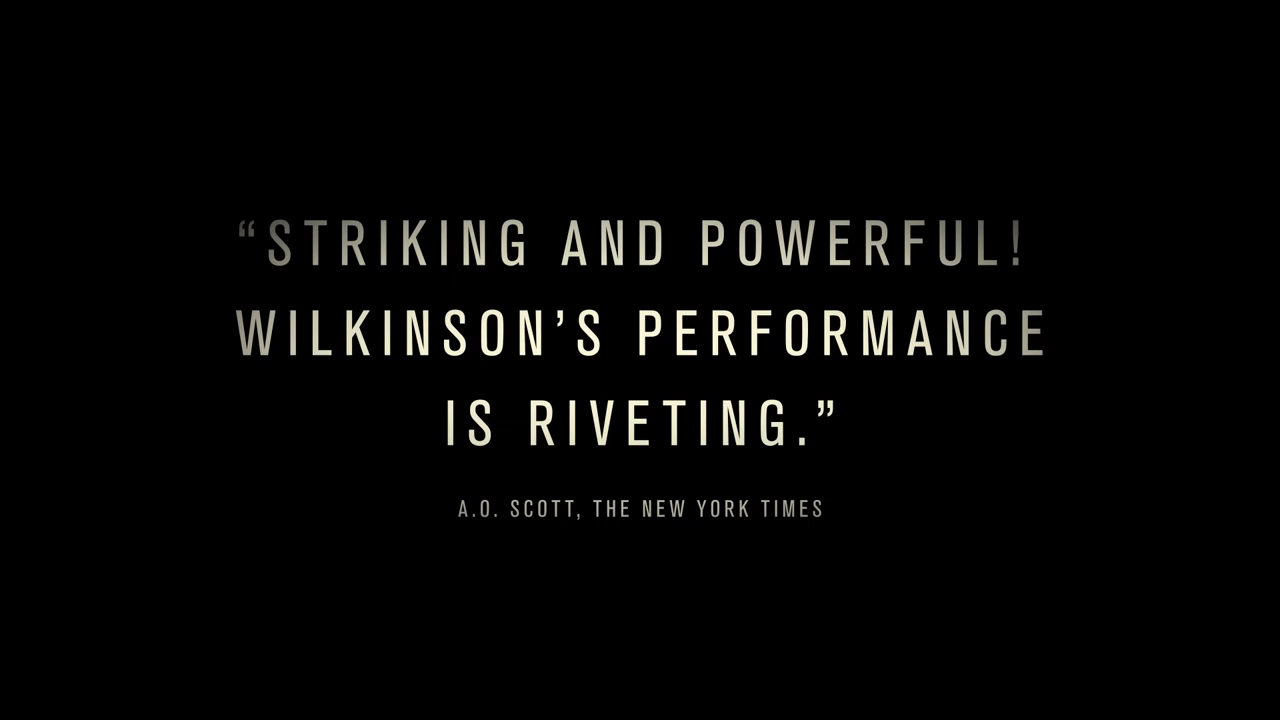 “STRIKING AND POWERFUL!
WILKINSON’S PERFORMANCE
IS RIVETING.”
A.O. SCOTT, THE NEW YORK TIMES